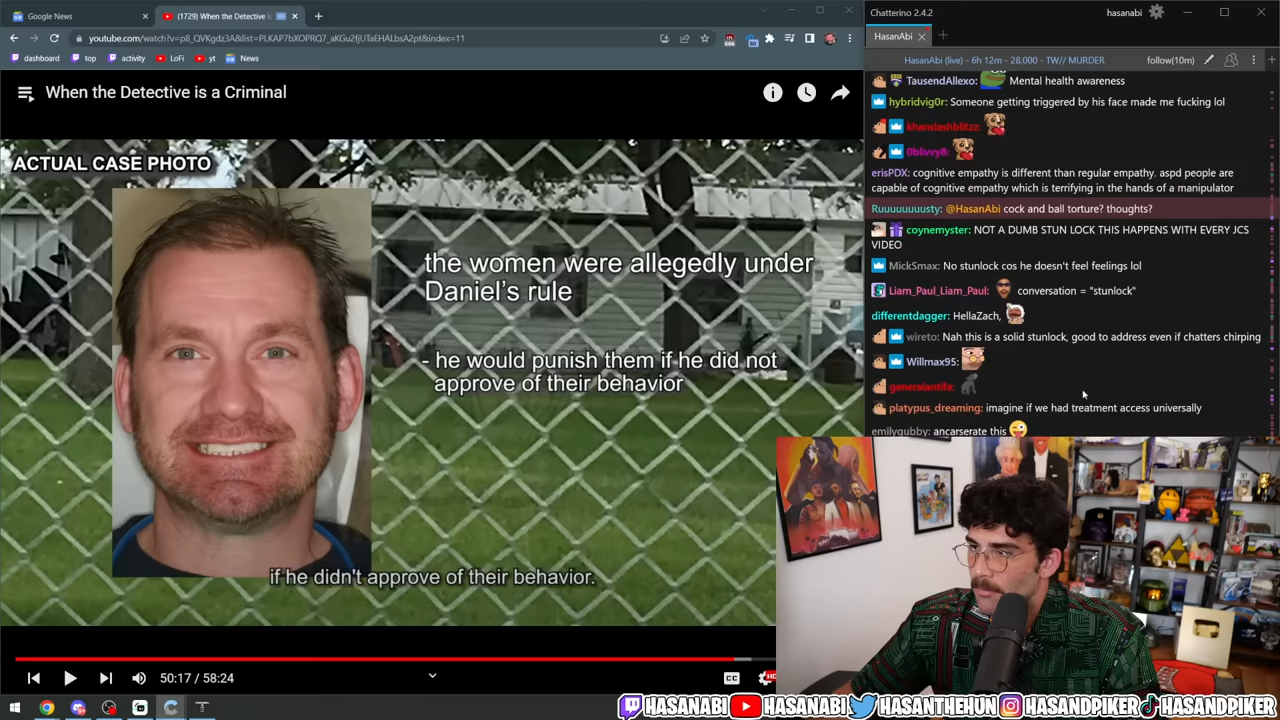 Google News
(1729) When the Detective is
youtube.com/watch?v=p8_QVKgdz3A&list=PLKAP7bXOPRQ7_aKGu2fjUTaEHALbsA2pt&index=11
dashboard
top
activity
LoFi
yt
News
When the Detective is a Criminal
ACTUAL CASE PHOTO
the women were allegedly under
Daniel's rule
- he would punish them if he did not
approve of their behavior
if he didn't approve of their behavior.
50:17 / 58:24
CC
HD
Chatterino 2.4.2
hasanabi
HasanAbi
HasanAbi (live) - 6h 12m - 28,000 - TW// MURDER
follow(10m)
TausendAllexo: Mental health awareness
hybridvig0r: Someone getting triggered by his face made me fucking lol
khanslashblitzz:
0blivvy8:
erisPDX: cognitive empathy is different than regular empathy. aspd people are
capable of cognitive empathy which is terrifying in the hands of a manipulator
Ruuuuuuuusty: @HasanAbi cock and ball torture? thoughts?
coynemyster: NOT A DUMB STUN LOCK THIS HAPPENS WITH EVERY JCS
VIDEO
MickSmax: No stunlock cos he doesn't feel feelings lol
Liam_Paul_Liam_Paul: conversation = "stunlock"
differentdagger: HellaZach,
wireto: Nah this is a solid stunlock, good to address even if chatters chirping
Willmax95:
generalantifa:
platypus_dreaming: imagine if we had treatment access universally
emilygubby: ancarserate this
HASANABI
HASANABI
HASANTHEHUN
HASANDPIKER
HASANDPIKER